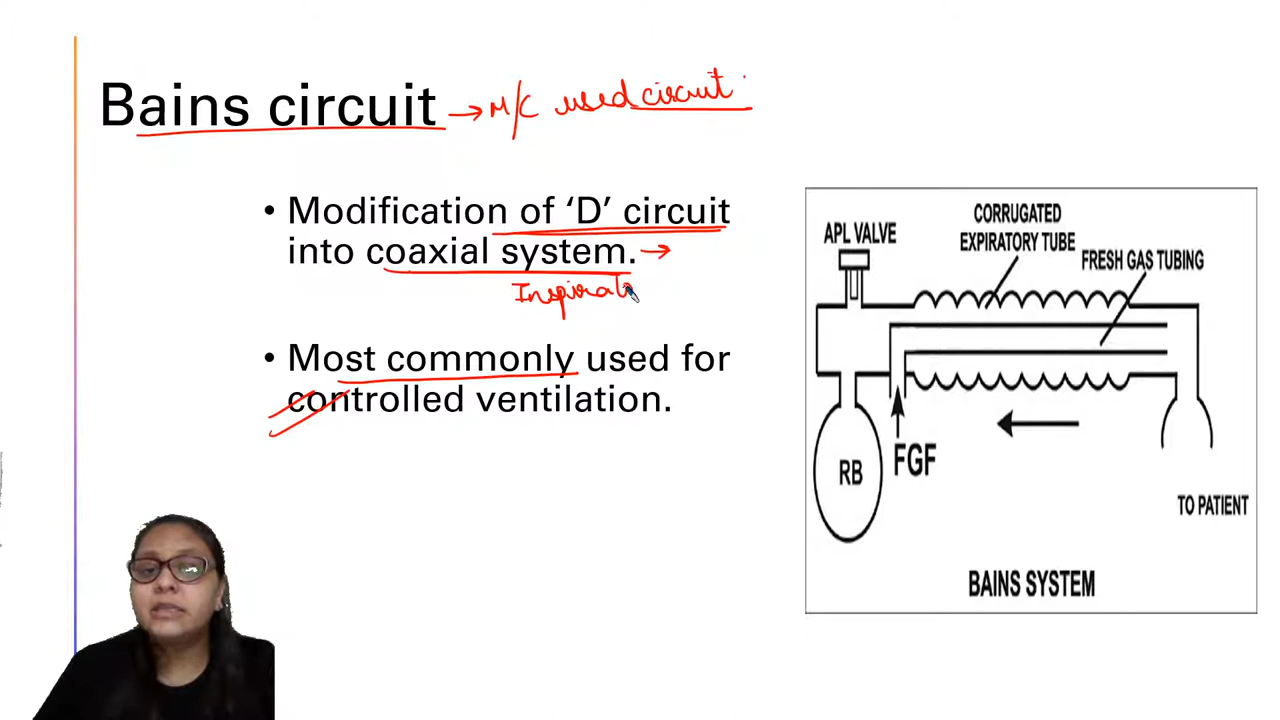 Bains circuit → M/C used circuit
• Modification of ‘D’ circuit
into coaxial system. →
Inspirat
• Most commonly used for
controlled ventilation.
CORRUGATED
EXPIRATORY TUBE
APL VALVE
FRESH GAS TUBING
RB
FGF
TO PATIENT
BAINS SYSTEM